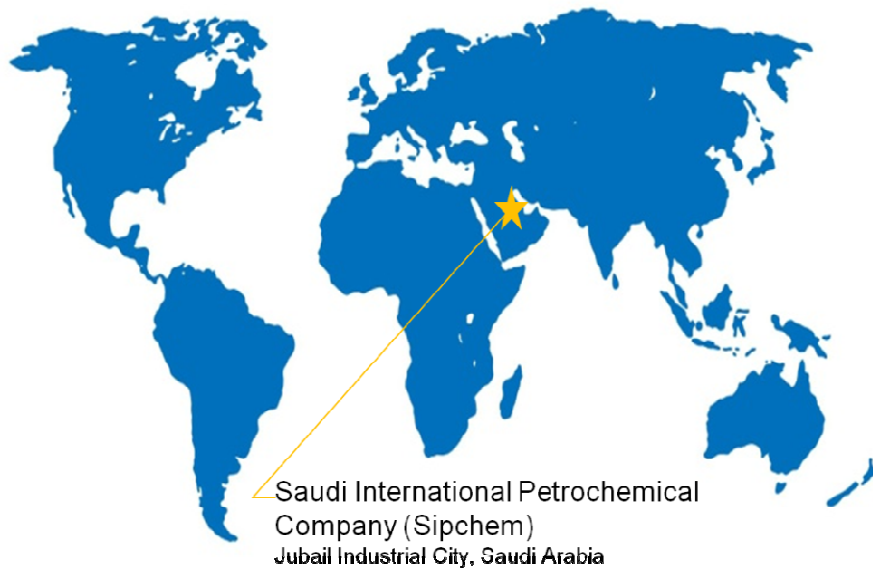 Saudi International Petrochemical
Company (Sipchem)
Jubail Industrial City, Saudi Arabia